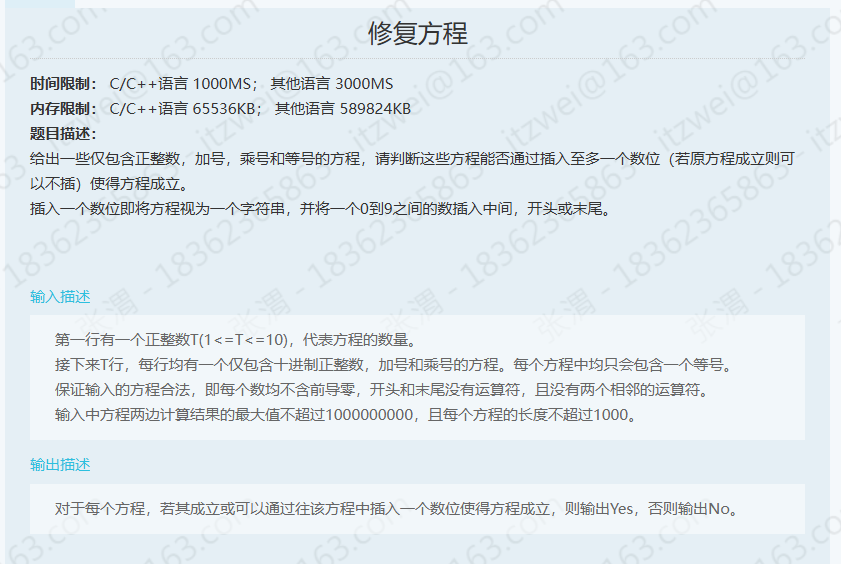 修复方程
时间限制： C/C++语言 1000MS； 其他语言 3000MS
内存限制： C/C++语言 65536KB； 其他语言 589824KB
题目描述：
给出一些仅包含正整数，加号，乘号和等号的方程，请判断这些方程能否通过插入至多一个数位（若原方程成立则可
以不插）使得方程成立。
插入一个数位即将方程视为一个字符串，并将一个0到9之间的数插入中间，开头或末尾。
输入描述
第一行有一个正整数T(1<=T<=10)，代表方程的数量。
接下来T行，每行均有一个仅包含十进制正整数，加号和乘号的方程。每个方程中均只会包含一个等号。
保证输入的方程合法，即每个数均不含前导零，开头和末尾没有运算符，且没有两个相邻的运算符。
输入中方程两边计算结果的最大值不超过1000000000，且每个方程的长度不超过1000。
输出描述
对于每个方程，若其成立或可以通过往该方程中插入一个数位使得方程成立，则输出Yes，否则输出No。
张渭 - 18362365863 - itzwei@163.com